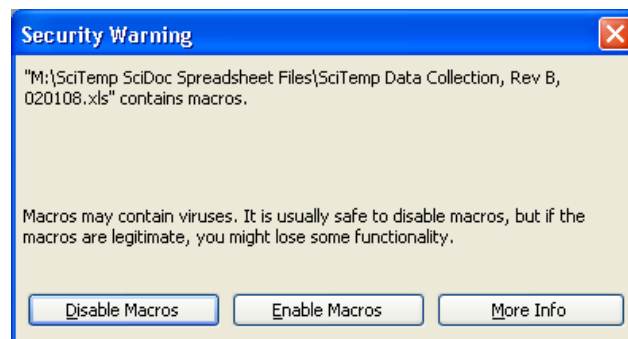 Security Warning
"M:\SciTemp SciDoc Spreadsheet Files\SciTemp Data Collection, Rev B,
020108.xls" contains macros.
Macros may contain viruses. It is usually safe to disable macros, but if the
macros are legitimate, you might lose some functionality.
Disable Macros
Enable Macros
More Info